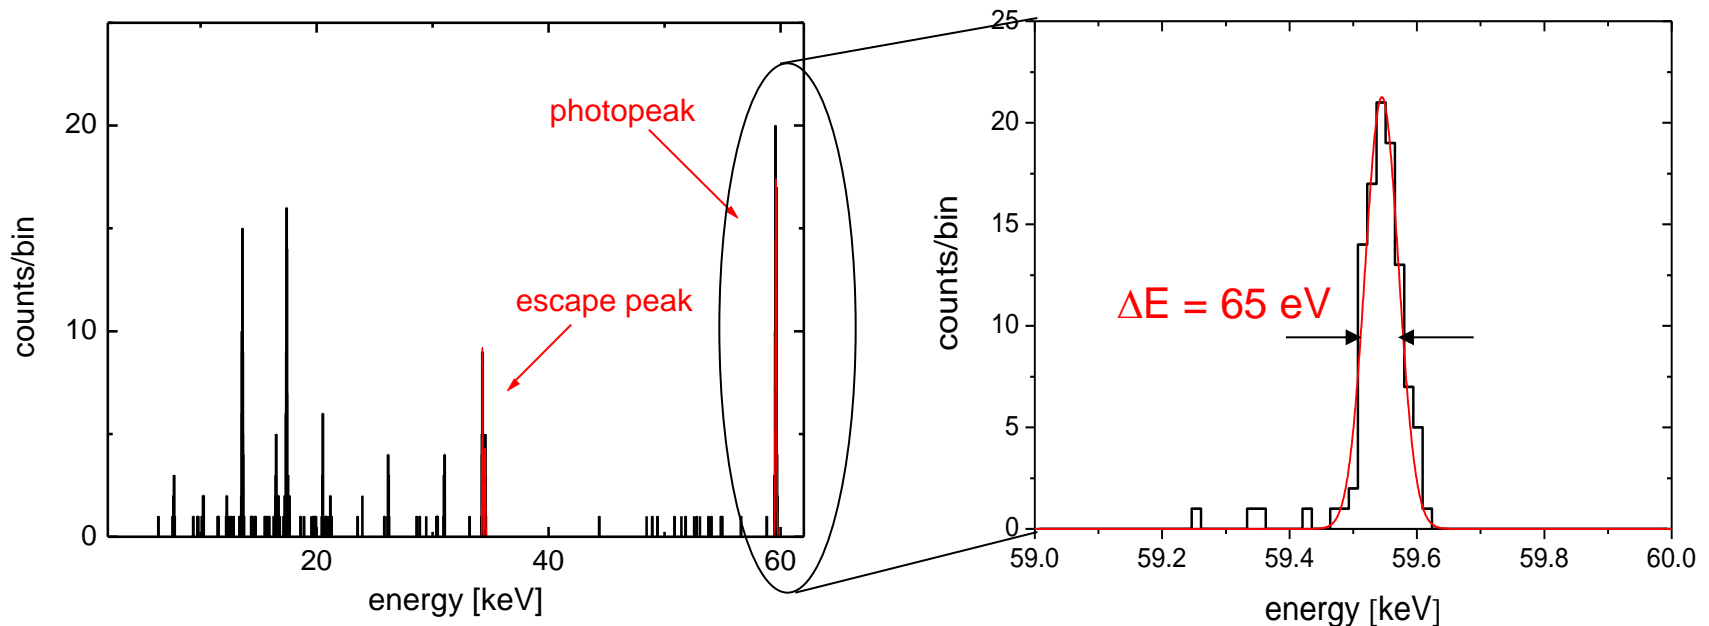 photopeak
escape peak
counts/bin
20
10
0
20
40
60
energy [keV]
25
20
15
10
5
0
counts/bin
ΔE = 65 eV
59.0
59.2
59.4
59.6
59.8
60.0
energy [keV]